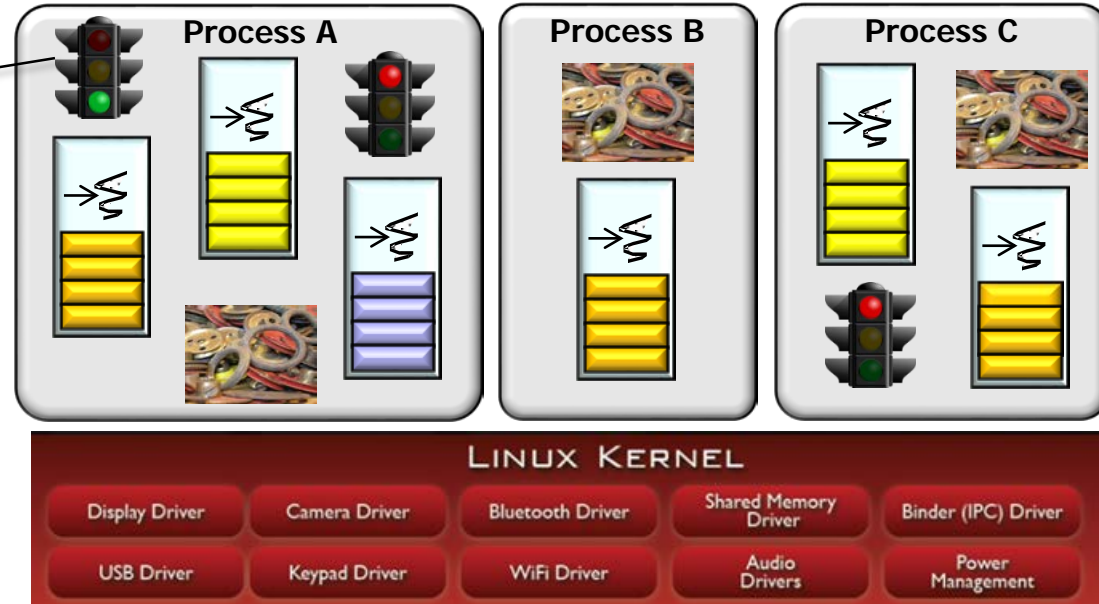 Process A
Process B
Process C
LINUX KERNEL
Display Driver
Camera Driver
Bluetooth Driver
Shared Memory
Driver
Binder (IPC) Driver
USB Driver
Keypad Driver
WiFi Driver
Audio
Drivers
Power
Management